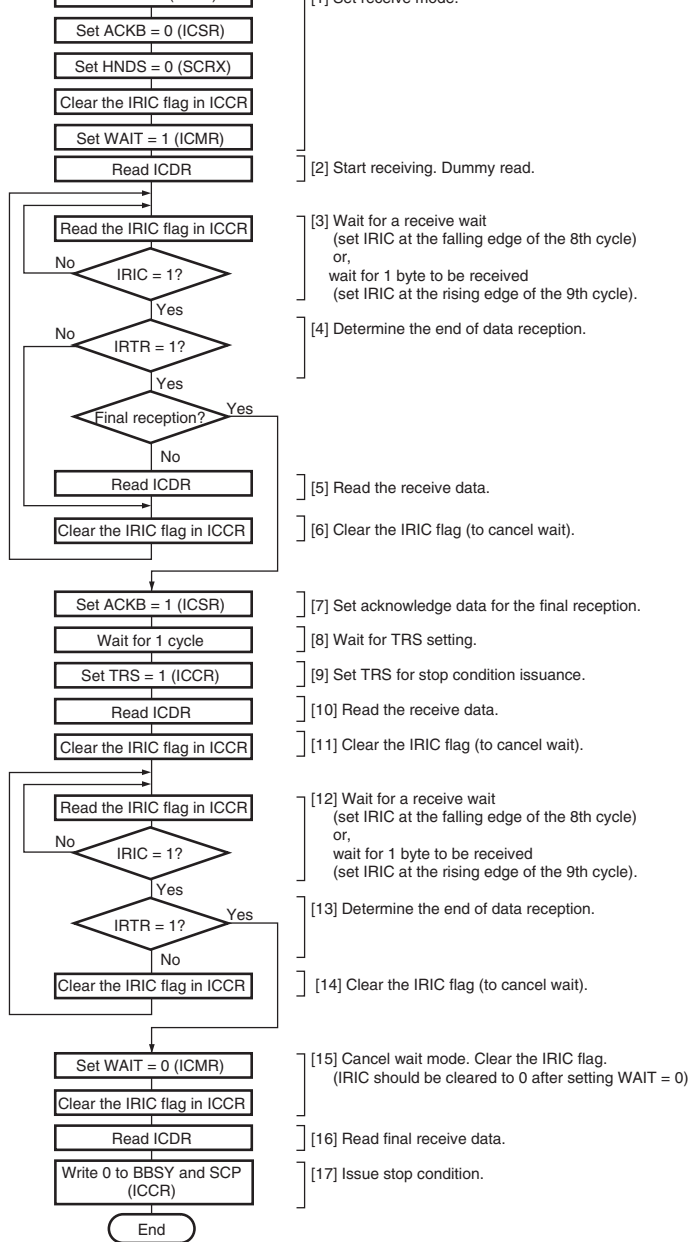 [1] Set receive mode.
Set ACKB = 0 (ICSR)
Set HNDS = 0 (SCRX)
Clear the IRIC flag in ICCR
Set WAIT = 1 (ICMR)
Read ICDR
[2] Start receiving. Dummy read.
Read the IRIC flag in ICCR
[3] Wait for a receive wait
(set IRIC at the falling edge of the 8th cycle)
or,
wait for 1 byte to be received
(set IRIC at the rising edge of the 9th cycle).
No
IRIC = 1?
Yes
No
IRTR = 1?
[4] Determine the end of data reception.
Yes
Final reception?
Yes
No
Read ICDR
[5] Read the receive data.
Clear the IRIC flag in ICCR
[6] Clear the IRIC flag (to cancel wait).
Set ACKB = 1 (ICSR)
[7] Set acknowledge data for the final reception.
Wait for 1 cycle
[8] Wait for TRS setting.
Set TRS = 1 (ICCR)
[9] Set TRS for stop condition issuance.
Read ICDR
[10] Read the receive data.
Clear the IRIC flag in ICCR
[11] Clear the IRIC flag (to cancel wait).
Read the IRIC flag in ICCR
[12] Wait for a receive wait
(set IRIC at the falling edge of the 8th cycle)
or,
wait for 1 byte to be received
(set IRIC at the rising edge of the 9th cycle).
No
IRIC = 1?
Yes
IRTR = 1?
Yes
[13] Determine the end of data reception.
No
Clear the IRIC flag in ICCR
[14] Clear the IRIC flag (to cancel wait).
Set WAIT = 0 (ICMR)
[15] Cancel wait mode. Clear the IRIC flag.
(IRIC should be cleared to 0 after setting WAIT = 0)
Clear the IRIC flag in ICCR
Read ICDR
[16] Read final receive data.
Write 0 to BBSY and SCP
(ICCR)
[17] Issue stop condition.
End